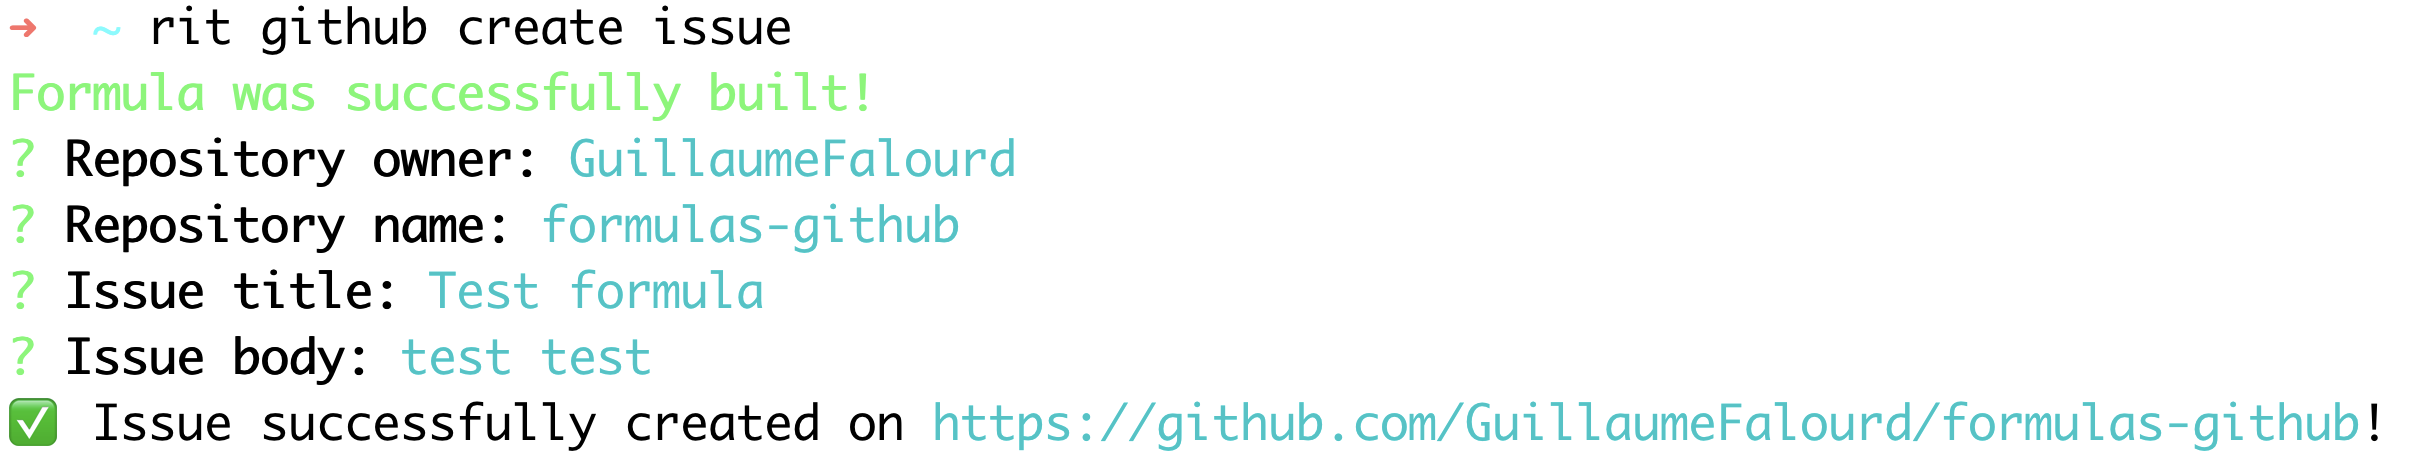 ➜  ~ rit github create issue
Formula was successfully built!
? Repository owner: GuillaumeFalourd
? Repository name: formulas-github
? Issue title: Test formula
? Issue body: test test
✅ Issue successfully created on https://github.com/GuillaumeFalourd/formulas-github!